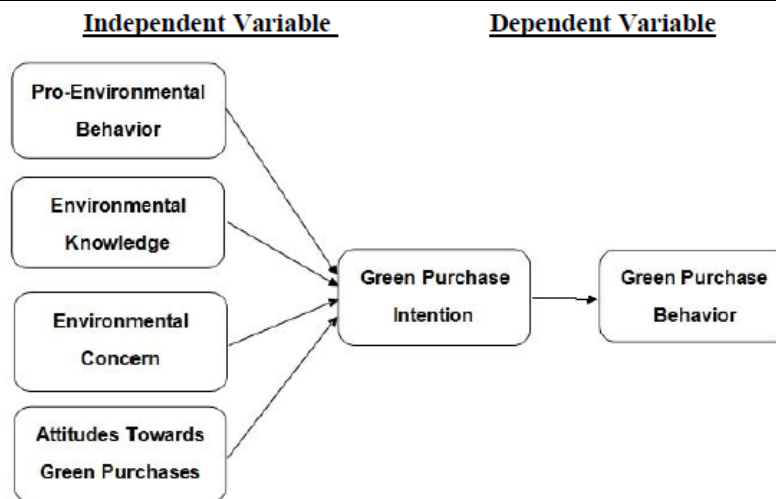 Independent Variable
Dependent Variable
Pro-Environmental
Behavior
Environmental
Knowledge
Environmental
Concern
Attitudes Towards
Green Purchases
Green Purchase
Intention
Green Purchase
Behavior